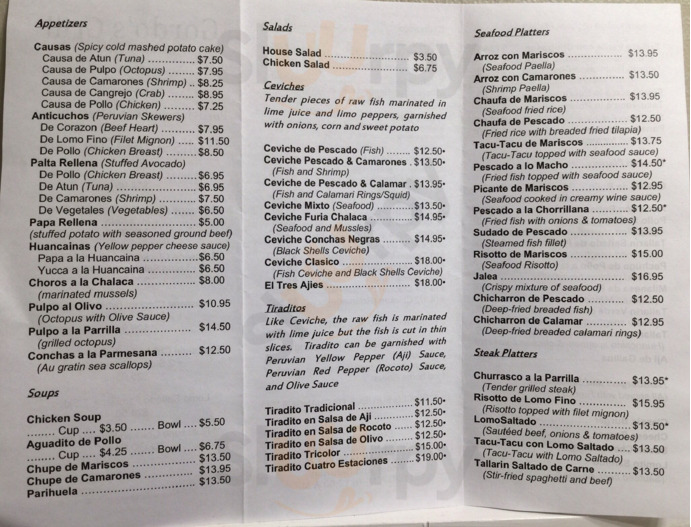 Appetizers
Causas (Spicy cold mashed potato cake)
Causa de Atun (Tuna) ............. $7.50
Causa de Pulpo (Octopus) ....... $7.95
Causa de Camarones (Shrimp) .. $8.25
Causa de Cangrejo (Crab) ........ $8.95
Causa de Pollo (Chicken) ......... $7.25
Anticuchos (Peruvian Skewers)
De Corazon (Beef Heart) .......... $7.95
De Lomo Fino (Filet Mignon) .... $11.50
De Pollo (Chicken Breast) ......... $8.50
Palta Rellena (Stuffed Avocado)
De Pollo (Chicken Breast) ......... $6.95
De Atun (Tuna) ....................... $6.95
De Camarones (Shrimp) ........... $7.50
De Vegetales (Vegetables) ........ $6.50
Papa Rellena ............................ $5.00
(stuffed potato with seasoned ground beef)
Huancainas (Yellow pepper cheese sauce)
Papa a la Huancaina ............... $6.50
Yucca a la Huancaina .............. $6.50
Choros a la Chalaca .................. $8.00
(marinated mussels)
Pulpo al Olivo ........................ $10.95
(Octopus with Olive Sauce)
Pulpo a la Parrilla .................... $14.50
(grilled octopus)
Conchas a la Parmesana ......... $12.50
(Au gratin sea scallops)
Soups
Chicken Soup
........ Cup .... $3.50 ...... Bowl .... $5.50
Aguadito de Pollo
........ Cup .... $4.25 ...... Bowl .... $6.75
Chupe de Mariscos .................. $13.50
Chupe de Camarones ............... $13.95
Parihuela ................................ $13.50
Salads
House Salad ........................... $3.50
Chicken Salad ........................ $6.75
Ceviches
Tender pieces of raw fish marinated in
lime juice and limo peppers, garnished
with onions, corn and sweet potato
Ceviche de Pescado (Fish) ....... $12.50•
Ceviche Pescado & Camarones . $13.50•
(Fish and Shrimp)
Ceviche de Pescado & Calamar . $13.95•
(Fish and Calamari Rings/Squid)
Ceviche Mixto (Seafood) .......... $13.50•
Ceviche Furia Chalaca ............. $14.95•
(Seafood and Mussles)
Ceviche Conchas Negras ......... $14.95•
(Black Shells Ceviche)
Ceviche Clasico ...................... $18.00•
(Fish Ceviche and Black Shells Ceviche)
El Tres Ajies ........................... $18.00•
Tiraditos
Like Ceviche, the raw fish is marinated
with lime juice but the fish is cut in thin
slices. Tiradito can be garnished with
Peruvian Yellow Pepper (Aji) Sauce,
Peruvian Red Pepper (Rocoto) Sauce,
and Olive Sauce
Tiradito Tradicional ................. $11.50•
Tiradito en Salsa de Aji ........... $12.50•
Tiradito en Salsa de Rocoto ..... $12.50•
Tiradito en Salsa de Olivo ........ $12.50•
Tiradito Tricolor ..................... $15.00•
Tiradito Cuatro Estaciones ....... $19.00•
Seafood Platters
Arroz con Mariscos ................. $13.95
(Seafood Paella)
Arroz con Camarones .............. $13.50
(Shrimp Paella)
Chaufa de Mariscos ................ $13.95
(Seafood fried rice)
Chaufa de Pescado ................. $12.50
(Fried rice with breaded fried tilapia)
Tacu-Tacu de Mariscos ............ $13.75
(Tacu-Tacu topped with seafood sauce)
Pescado a lo Macho ................ $14.50*
(Fried fish topped with seafood sauce)
Picante de Mariscos ................ $12.95
(Seafood cooked in creamy wine sauce)
Pescado a la Chorrillana .......... $12.50*
(Fried fish with onions & tomatoes)
Sudado de Pescado ................. $13.95
(Steamed fish fillet)
Risotto de Mariscos ................. $15.00
(Seafood Risotto)
Jalea ..................................... $16.95
(Crispy mixture of seafood)
Chicharron de Pescado ............ $12.50
(Deep-fried breaded fish)
Chicharron de Calamar ............ $12.95
(Deep-fried breaded calamari rings)
Steak Platters
Churrasco a la Parrilla ............. $13.95*
(Tender grilled steak)
Risotto de Lomo Fino ............... $15.95
(Risotto topped with filet mignon)
LomoSaltado .......................... $13.50*
(Sautéed beef, onions & tomatoes)
Tacu-Tacu con Lomo Saltado .... $13.50
(Tacu-Tacu with Lomo Saltado)
Tallarin Saltado de Carne ......... $13.50
(Stir-fried spaghetti and beef)